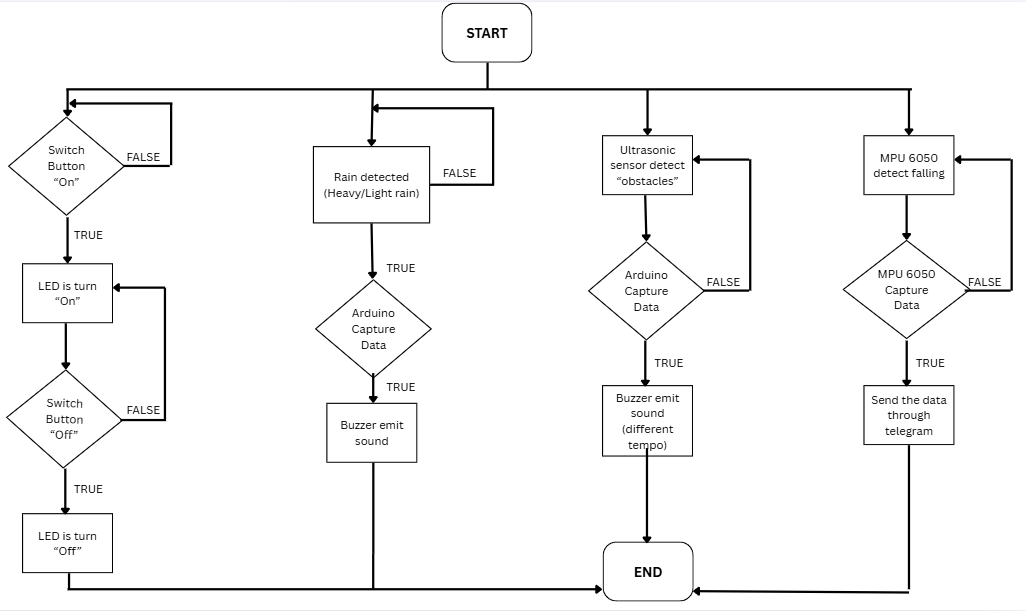 START
Switch
Button
“On”
FALSE
TRUE
LED is turn
“On”
Switch
Button
“Off”
FALSE
TRUE
LED is turn
“Off”
Rain detected
(Heavy/Light rain)
FALSE
TRUE
Arduino
Capture
Data
TRUE
Buzzer emit
sound
Ultrasonic
sensor detect
“obstacles”
Arduino
Capture
Data
FALSE
TRUE
Buzzer emit
sound
(different
tempo)
MPU 6050
detect falling
MPU 6050
Capture
Data
FALSE
TRUE
Send the data
through
telegram
END